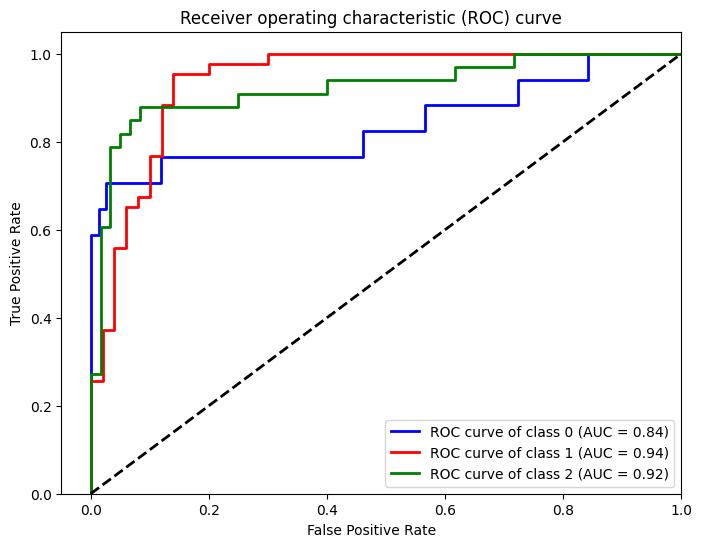 Receiver operating characteristic (ROC) curve
True Positive Rate
1.0
0.8
0.6
0.4
0.2
0.0
ROC curve of class 0 (AUC = 0.84)
ROC curve of class 1 (AUC = 0.94)
ROC curve of class 2 (AUC = 0.92)
0.0 0.2 0.4 0.6 0.8 1.0
False Positive Rate